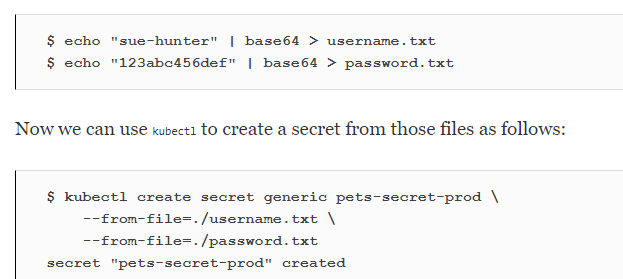 $ echo "sue-hunter" | base64 > username.txt
$ echo "123abc456def" | base64 > password.txt
Now we can use kubectl to create a secret from those files as follows:
$ kubectl create secret generic pets-secret-prod \
--from-file=./username.txt \
--from-file=./password.txt
secret "pets-secret-prod" created